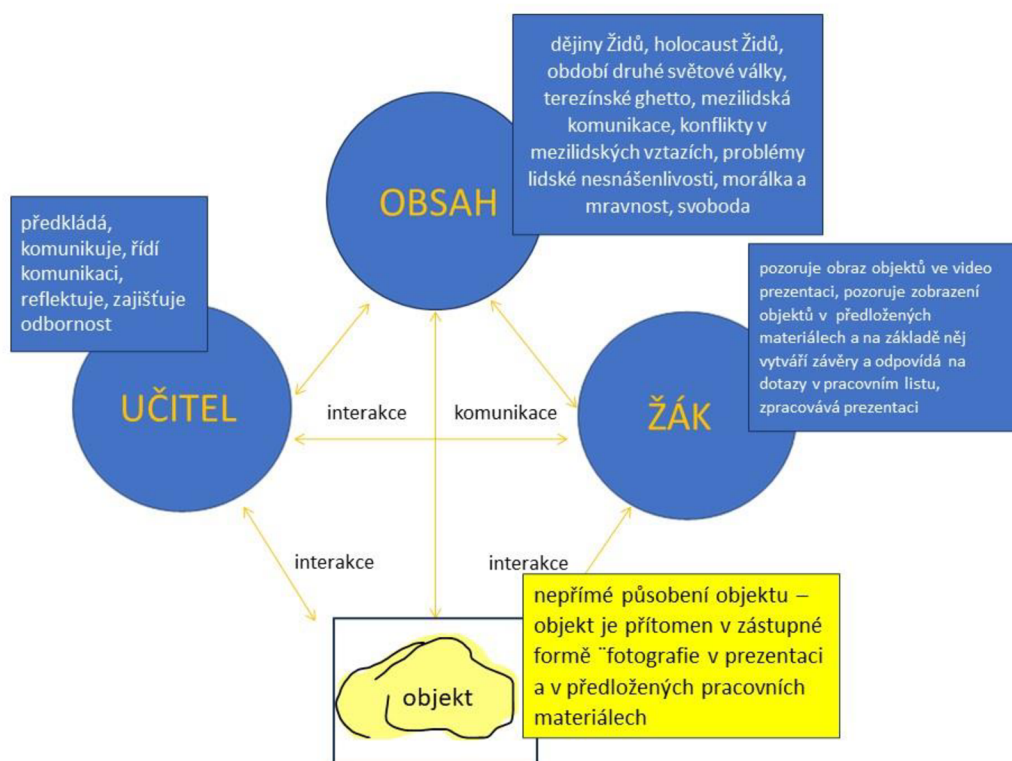 dějiny Židů, holocaust Židů,
období druhé světové války,
terezínské ghetto, mezilidská
komunikace, konflikty v
mezilidských vztazích, problémy
lidské nesnášenlivosti, morálka a
mravnost, svoboda
OBSAH
předkládá,
komunikuje, řídí
komunikaci,
reflektuje, zajišťuje
odbornost
UČITEL
pozoruje obraz objektů ve video
prezentaci, pozoruje zobrazení
objektů v předložených
materiálech a na základě něj
vytváří závěry a odpovídá na
dotazy v pracovním listu,
zpracovává prezentaci
ŽÁK
interakce
komunikace
interakce
interakce
nepřímé působení objektu –
objekt je přítomen v zástupné
formě ¨fotografie v prezentaci
a v předložených pracovních
materiálech
objekt